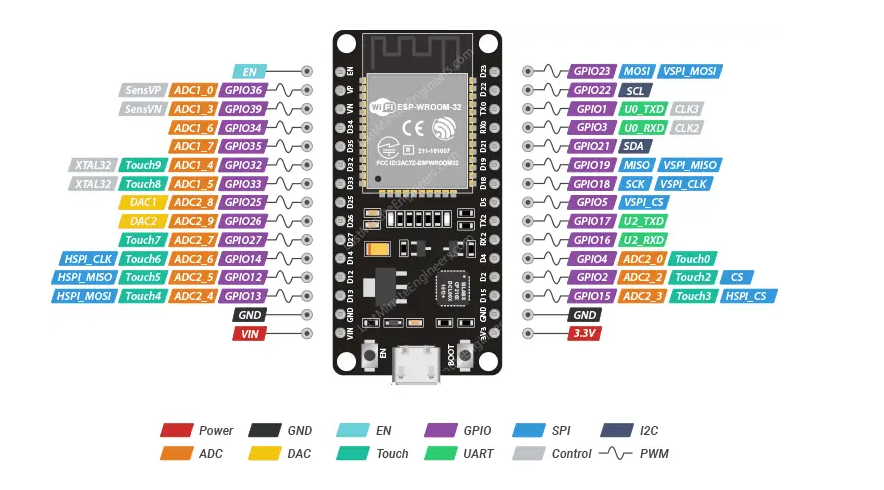 EN
SensVP ADC1_0 GPIO36
SensVN ADC1_3 GPIO39
ADC1_6 GPIO34
ADC1_7 GPIO35
XTAL32 Touch9 ADC1_4 GPIO32
XTAL32 Touch8 ADC1_5 GPIO33
DAC1 ADC2_8 GPIO25
DAC2 ADC2_9 GPIO26
Touch7 ADC2_7 GPIO27
HSPI_CLK Touch6 ADC2_6 GPIO14
HSPI_MISO Touch5 ADC2_5 GPIO12
HSPI_MOSI Touch4 ADC2_4 GPIO13
GND
VIN
EN
VP
VN
D34
D35
D32
D33
D25
D26
D27
D14
D12
D13
GND
VIN
WiFi ESP-WROOM-32
CE
R 211-161007
FCC ID:2AC7Z-ESPWROOM32
LastMinuteEngineers.com
SILABS
CP2102
EN
BOOT
D23
D22
TX0
RX0
D21
D19
D18
D5
TX2
RX2
D4
D2
D15
GND
3V3
GPIO23 MOSI VSPI_MOSI
GPIO22 SCL
GPIO1 U0_TXD CLK3
GPIO3 U0_RXD CLK2
GPIO21 SDA
GPIO19 MISO VSPI_MISO
GPIO18 SCK VSPI_CLK
GPIO5 VSPI_CS
GPIO17 U2_TXD
GPIO16 U2_RXD
GPIO4 ADC2_0 Touch0
GPIO2 ADC2_2 Touch2 CS
GPIO15 ADC2_3 Touch3 HSPI_CS
GND
3.3V
Power GND EN GPIO SPI I2C
ADC DAC Touch UART Control PWM